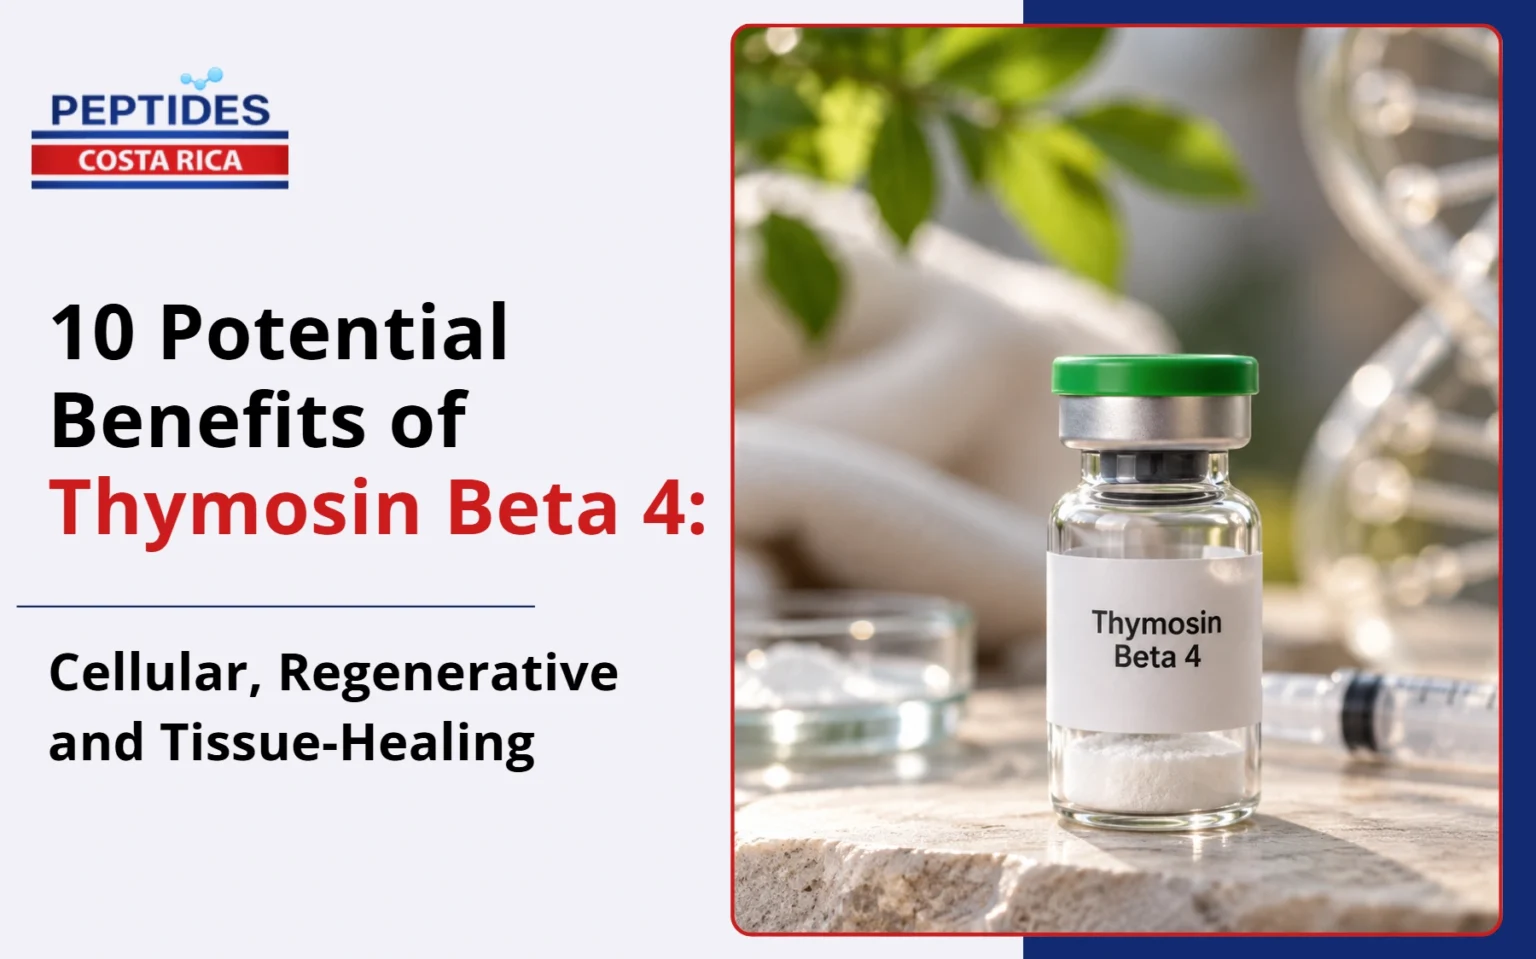 PEPTIDES
COSTA RICA
10 Potential
Benefits of
Thymosin Beta 4:
Cellular, Regenerative
and Tissue-Healing
Thymosin
Beta 4